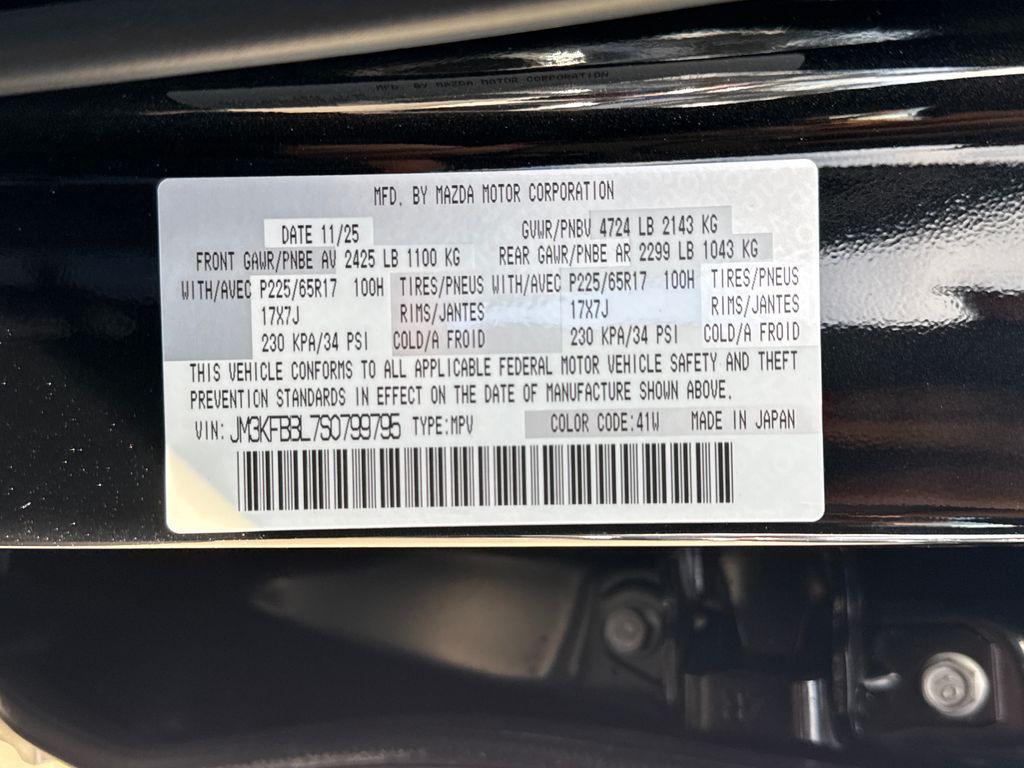 MFD. BY MAZDA MOTOR CORPORATION
MFD. BY MAZDA MOTOR CORPORATION
DATE 11/25 GVWR/PNBV 4724 LB 2143 KG
FRONT GAWR/PNBE AV 2425 LB 1100 KG REAR GAWR/PNBE AR 2299 LB 1043 KG
WITH/AVEC P225/65R17 100H TIRES/PNEUS WITH/AVEC P225/65R17 100H TIRES/PNEUS
17X7J RIMS/JANTES 17X7J RIMS/JANTES
230 KPA/34 PSI COLD/A FROID 230 KPA/34 PSI COLD/A FROID
THIS VEHICLE CONFORMS TO ALL APPLICABLE FEDERAL MOTOR VEHICLE SAFETY AND THEFT
PREVENTION STANDARDS IN EFFECT ON THE DATE OF MANUFACTURE SHOWN ABOVE.
VIN: JM3KFBBL7S0799795 TYPE:MPV COLOR CODE:41W MADE IN JAPAN